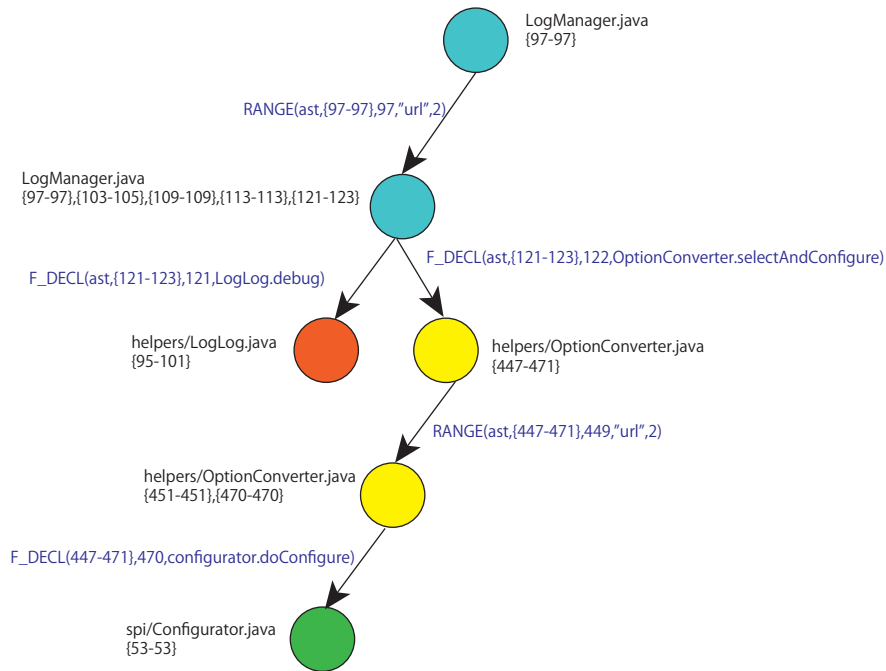 LogManager.java
{97-97}
RANGE(ast,{97-97},97,”url”,2)
LogManager.java
{97-97},{103-105},{109-109},{113-113},{121-123}
F_DECL(ast,{121-123},122,OptionConverter.selectAndConfigure)
F_DECL(ast,{121-123},121,LogLog.debug)
helpers/LogLog.java
{95-101}
helpers/OptionConverter.java
{447-471}
RANGE(ast,{447-471},449,”url”,2)
helpers/OptionConverter.java
{451-451},{470-470}
F_DECL(447-471},470,configurator.doConfigure)
spi/Configurator.java
{53-53}